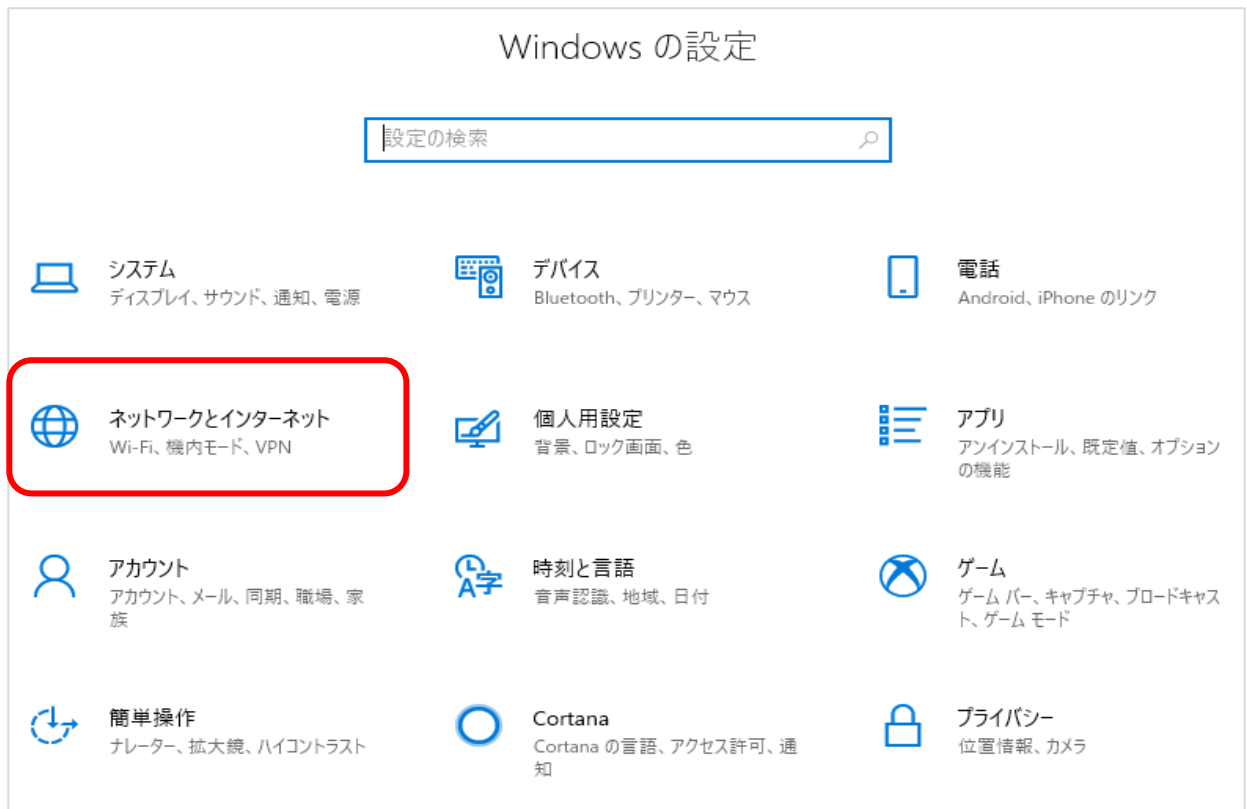 Windows の設定
設定の検索
システム
ディスプレイ、サウンド、通知、電源
デバイス
Bluetooth、プリンター、マウス
電話
Android、iPhone のリンク
ネットワークとインターネット
Wi-Fi、機内モード、VPN
個人用設定
背景、ロック画面、色
アプリ
アンインストール、既定値、オプション
の機能
アカウント
アカウント、メール、同期、職場、家
族
時刻と言語
音声認識、地域、日付
ゲーム
ゲーム バー、キャプチャ、ブロードキャス
ト、ゲーム モード
簡単操作
ナレーター、拡大鏡、ハイコントラスト
Cortana
Cortana の言語、アクセス許可、通
知
プライバシー
位置情報、カメラ